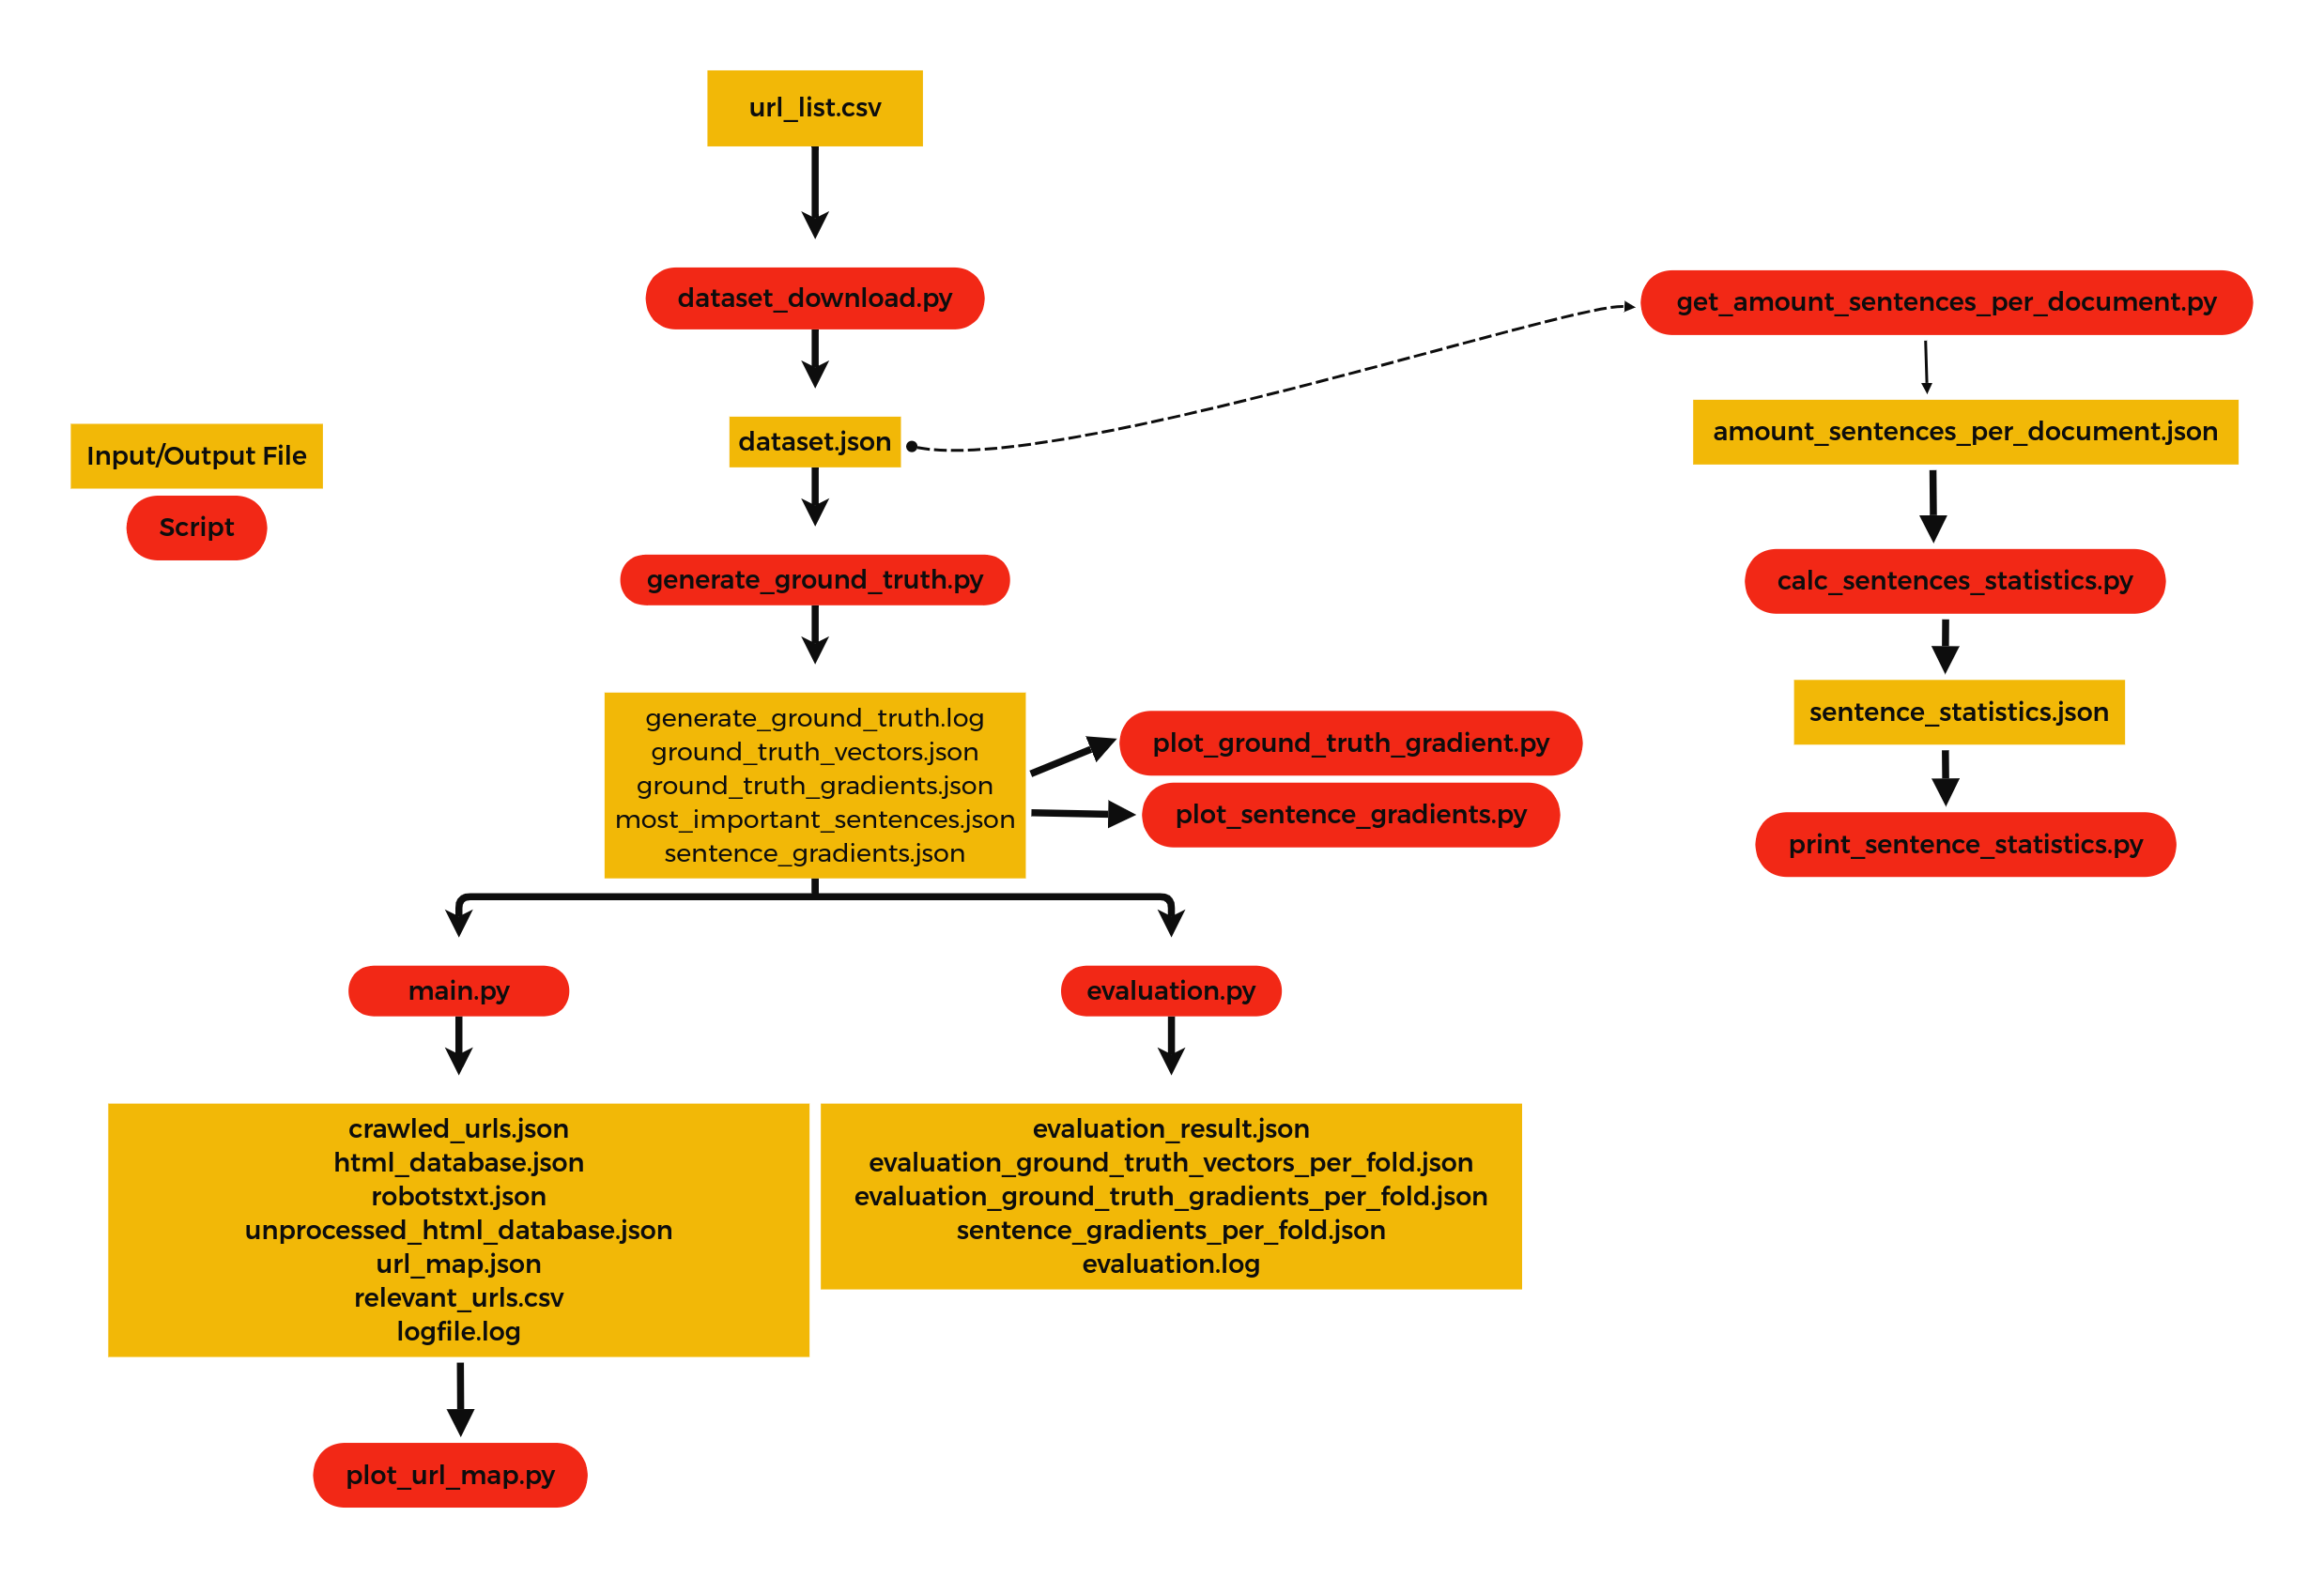 url_list.csv
dataset_download.py
get_amount_sentences_per_document.py
dataset.json
amount_sentences_per_document.json
Input/Output File
Script
generate_ground_truth.py
calc_sentences_statistics.py
generate_ground_truth.log
ground_truth_vectors.json
ground_truth_gradients.json
most_important_sentences.json
sentence_gradients.json
plot_ground_truth_gradient.py
plot_sentence_gradients.py
sentence_statistics.json
print_sentence_statistics.py
main.py
evaluation.py
crawled_urls.json
html_database.json
robotstxt.json
unprocessed_html_database.json
url_map.json
relevant_urls.csv
logfile.log
evaluation_result.json
evaluation_ground_truth_vectors_per_fold.json
evaluation_ground_truth_gradients_per_fold.json
sentence_gradients_per_fold.json
evaluation.log
plot_url_map.py